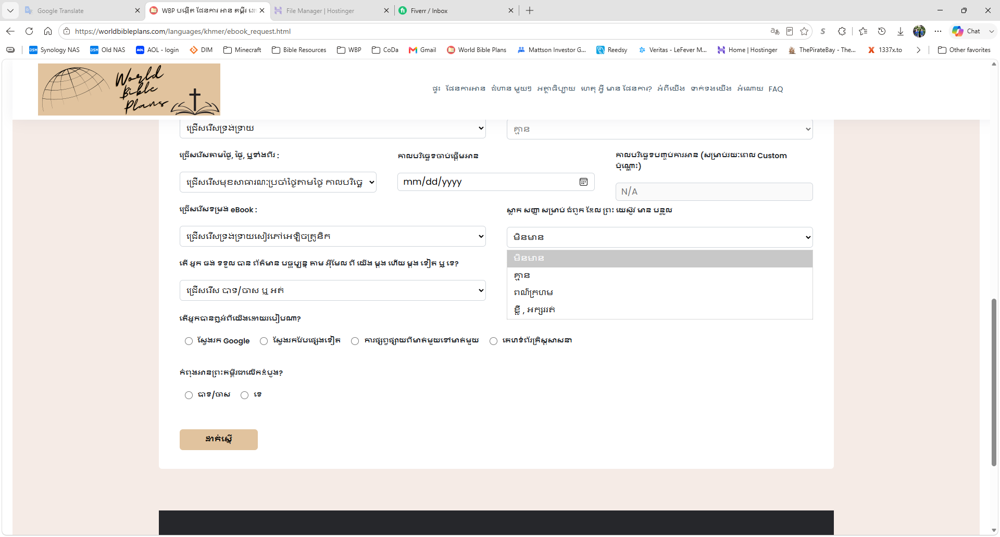 Google Translate
WBP បង្កើត ផែនការ អាន គម្ពីរ
File Manager | Hostinger
Fiverr / Inbox
https://worldbibleplans.com/languages/khmer/ebook_request.html
Chat
Synology NAS
Old NAS
AOL - login
DIM
Minecraft
Bible Resources
WBP
CoDa
Gmail
World Bible Plans
Mattson Investor G...
Reedsy
Veritas - LeFever M...
Home | Hostinger
ThePirateBay - The...
1337x.to
Other favorites
World
Bible
Plans
ផ្ទះ ផែនការអាន ជំហាន មួយៗ អត្ថាធិប្បាយ ហេតុ អ្វី មាន ផែនការ? អំពីយើង ទាក់ទងយើង អំណោយ FAQ
ជ្រើសរើសទ្រង់ទ្រាយ
គ្មាន
ជ្រើសរើសតាមថ្ងៃ, ថ្ងៃ, ឬទាំងពីរ :
កាលបរិច្ឆេទចាប់ផ្តើមអាន
កាលបរិច្ឆេទបញ្ចប់ការអាន (សម្រាប់រយៈពេល Custom
ប៉ុណ្ណោះ)
ជ្រើសរើសមុខសាធារណៈប្រចាំថ្ងៃតាមថ្ងៃ កាលបរិច្ឆេ
mm/dd/yyyy
N/A
ជ្រើសរើសទម្រង់ eBook :
ស្លាក សញ្ញា សម្រាប់ ជំពូក ដែល ព្រះ យេស៊ូវ មាន បន្ទូល
ជ្រើសរើសទ្រង់ទ្រាយសៀវភៅអេឡិចត្រូនិក
មិនមាន
មិនមាន
គ្មាន
ពណ៍ក្រហម
ខ្លី , អក្សររត់
តើ អ្នក ចង់ ទទួល បាន ព័ត៌មាន បច្ចុប្បន្ន តាម អ៊ីមែល ពី យើង ម្តង ហើយ ម្តង ទៀត ឬ ទេ?
ជ្រើសរើស បាទ/ចាស ឬ អត់
តើអ្នកបានឮអំពីយើងដោយរបៀបណា?
ស្វែងរក Google
ស្វែងរកវែបផ្សេងទៀត
ការផ្សព្វផ្សាយពីមាត់មួយទៅមាត់មួយ
គេហទំព័រគ្រិស្តសាសនា
កំពុងអានព្រះគម្ពីរជាលើកដំបូង?
បាទ/ចាស
ទេ
ដាក់ស្នើ